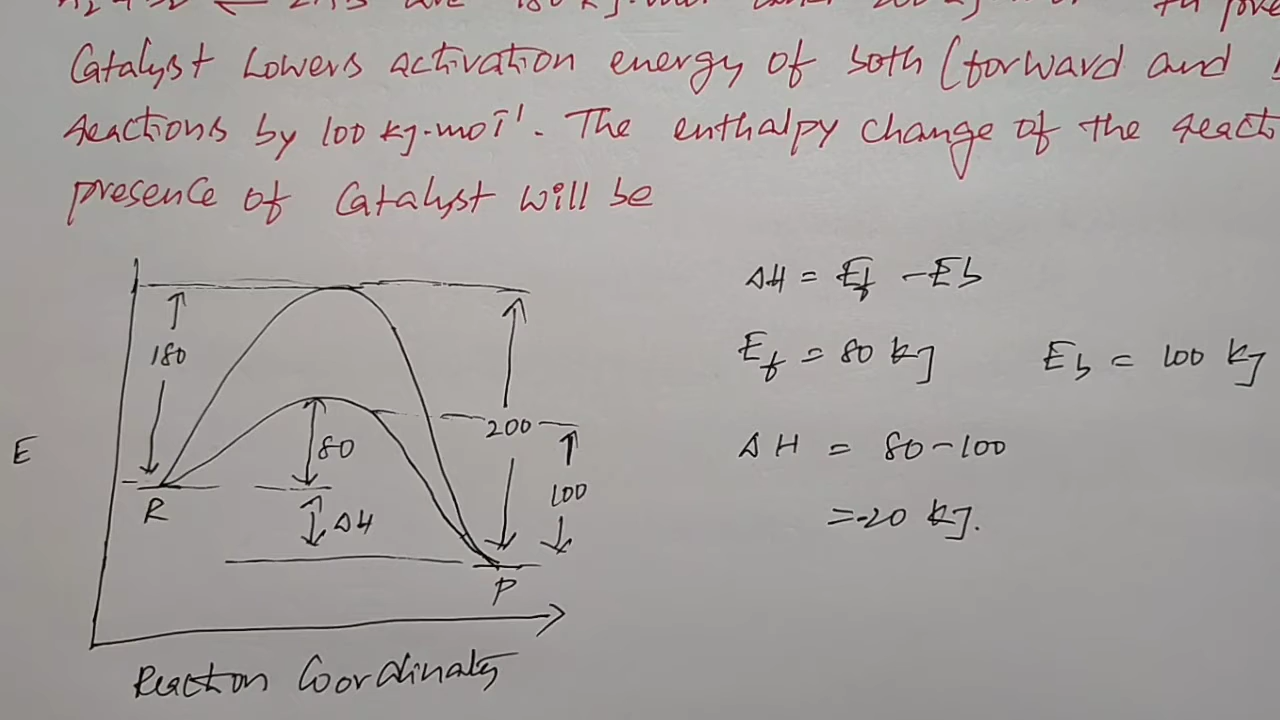 Catalyst Lowers activation energy of both (forward and
reactions by 100 kJ·mol⁻¹. The enthalpy change of the react
presence of Catalyst will be
ΔH = Ef - Eb
Ef = 80 kJ Eb = 100 kJ
180
200
80
100
E
ΔH = 80-100
R
ΔH
=-20 kJ.
P
Reaction Coordinates